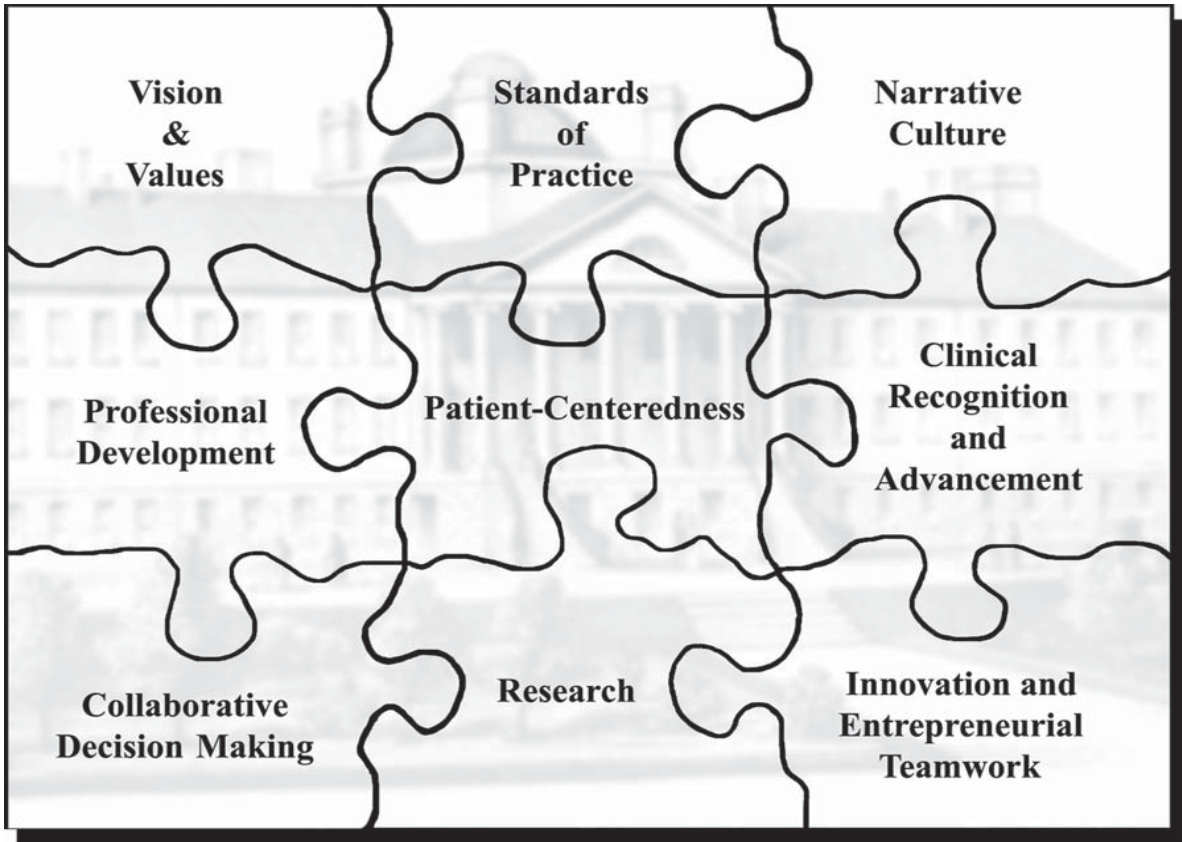 Vision
&
Values
Standards
of
Practice
Narrative
Culture
Professional
Development
Patient-Centeredness
Clinical
Recognition
and
Advancement
Collaborative
Decision Making
Research
Innovation and
Entrepreneurial
Teamwork